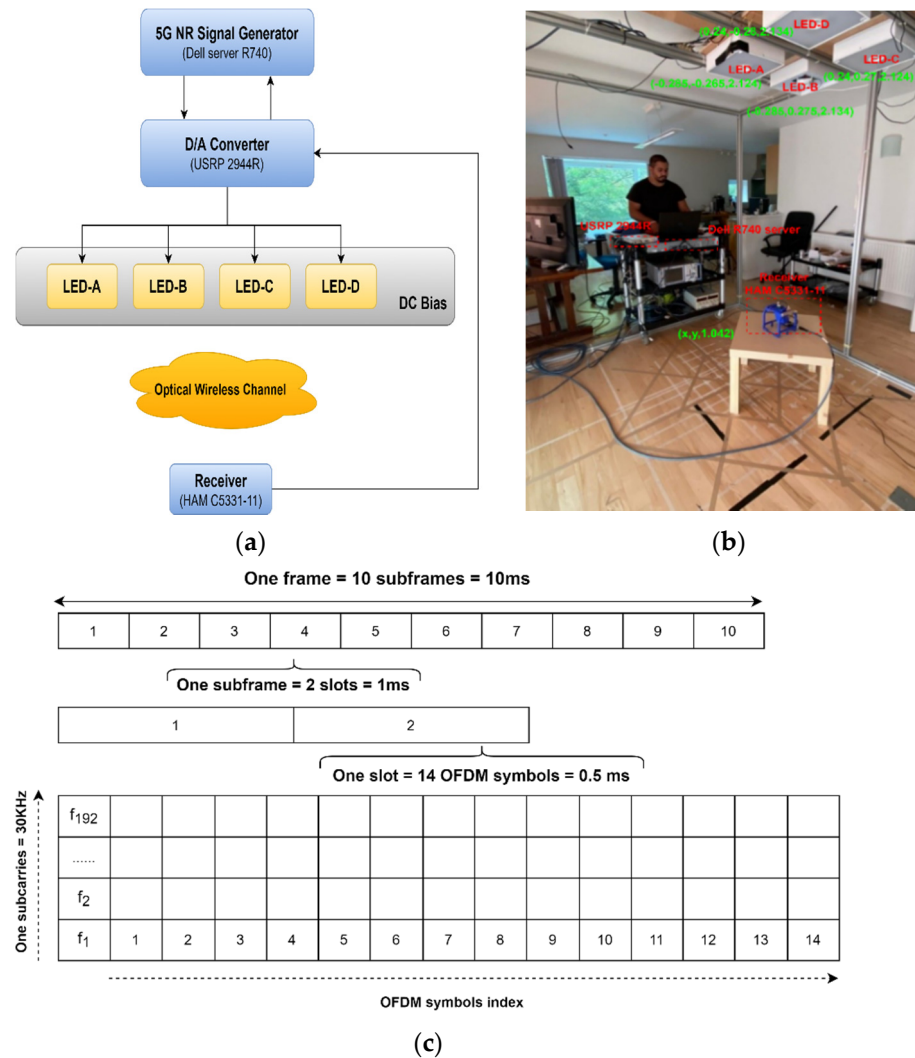 5G NR Signal Generator
(Dell server R740)
D/A Converter
(USRP 2944R)
LED-A
LED-B
LED-C
LED-D
DC Bias
Optical Wireless Channel
Receiver
(HAM C5331-11)
(a)
LED-D
LED-C
LED-A
LED-B
USRP 2944R
Dell R740 server
Receiver
HAM C5331-11
(x,y,1.042)
(b)
One frame = 10 subframes = 10ms
1 2 3 4 5 6 7 8 9 10
One subframe = 2 slots = 1ms
1 2
One slot = 14 OFDM symbols = 0.5 ms
One subcarries = 30KHz
f192
......
f2
f1 1 2 3 4 5 6 7 8 9 10 11 12 13 14
OFDM symbols index
(c)